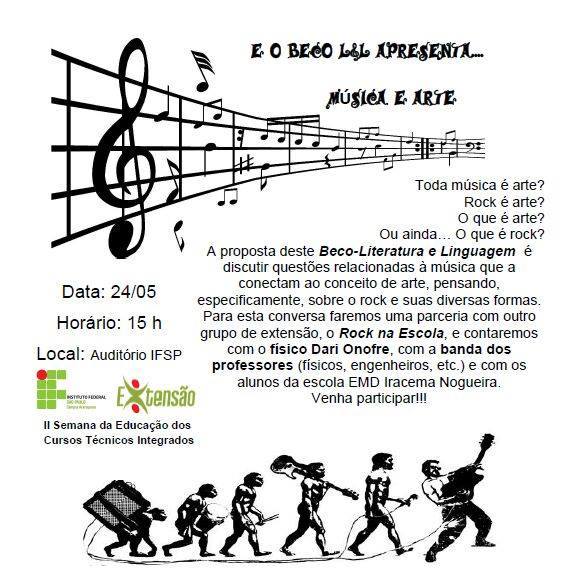 E O BECO L&L APRESENTA....
MÚSICA E ARTE
Toda música é arte?
Rock é arte?
O que é arte?
Ou ainda… O que é rock?
A proposta deste Beco-Literatura e Linguagem é
discutir questões relacionadas à música que a
conectam ao conceito de arte, pensando,
especificamente, sobre o rock e suas diversas formas.
Para esta conversa faremos uma parceria com outro
grupo de extensão, o Rock na Escola, e contaremos
com o físico Dari Onofre, com a banda dos
professores (físicos, engenheiros, etc.) e com os
alunos da escola EMD Iracema Nogueira.
Venha participar!!!
Data: 24/05
Horário: 15 h
Local: Auditório IFSP
INSTITUTO FEDERAL
SÃO PAULO
Extensão
II Semana da Educação dos
Cursos Técnicos Integrados